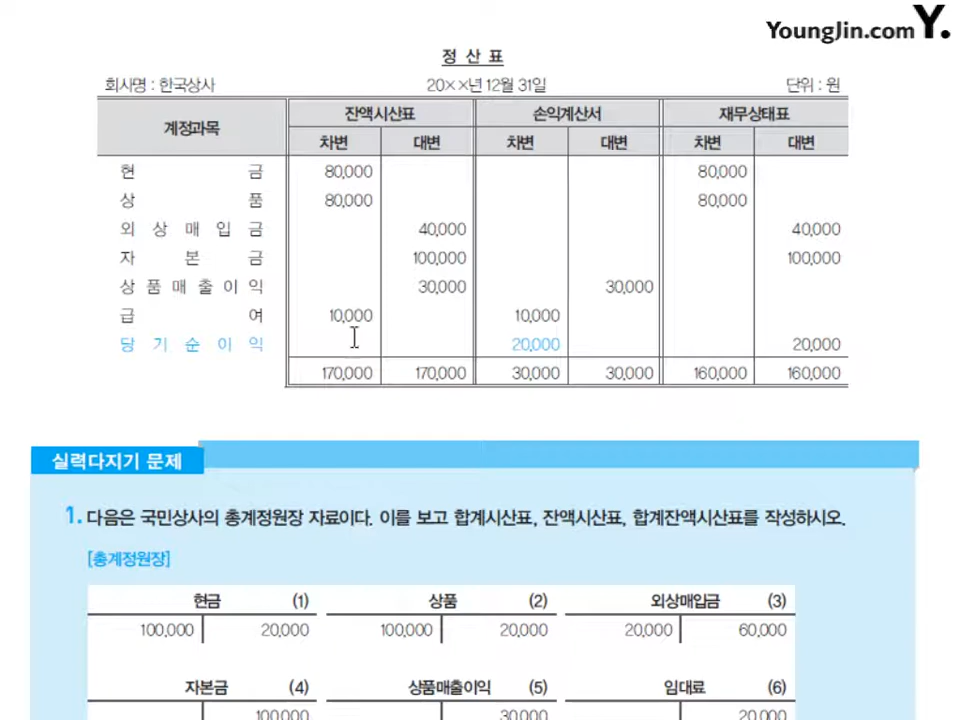 YoungJin.com Y.
정 산 표
회사명 : 한국상사 20××년 12월 31일 단위 : 원
계정과목 잔액시산표 손익계산서 재무상태표
차변 대변 차변 대변 차변 대변
현 금 80,000 80,000
상 품 80,000 80,000
외 상 매 입 금 40,000 40,000
자 본 금 100,000 100,000
상 품 매 출 이 익 30,000 30,000
급 여 10,000 10,000
당 기 순 이 익 20,000 20,000
170,000 170,000 30,000 30,000 160,000 160,000
실력다지기 문제
1. 다음은 국민상사의 총계정원장 자료이다. 이를 보고 합계시산표, 잔액시산표, 합계잔액시산표를 작성하시오.
[총계정원장]
현금 (1) 상품 (2) 외상매입금 (3)
100,000 20,000 100,000 20,000 20,000 60,000
자본금 (4) 상품매출이익 (5) 임대료 (6)
100,000 30,000 20,000